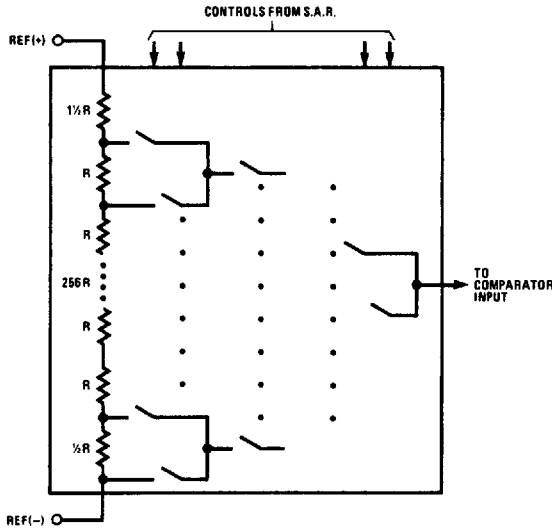 CONTROLS FROM S.A.R.
REF(+)
1½R
R
R
256R
R
R
½R
REF(−)
TO
COMPARATOR
INPUT